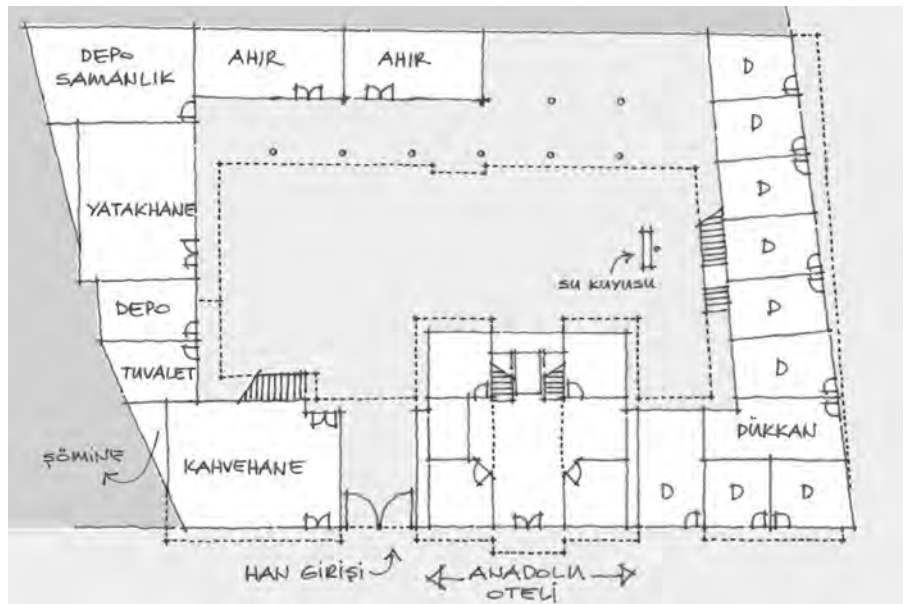 DEPO
SAMANLIK
AHIR
AHIR
D
D
YATAKHANE
D
D
SU KUYUSU
D
DEPO
D
TUVALET
DÜKKAN
ŞÖMİNE
KAHVEHANE
D
D
D
HAN GİRİŞİ
ANADOLU
OTELİ